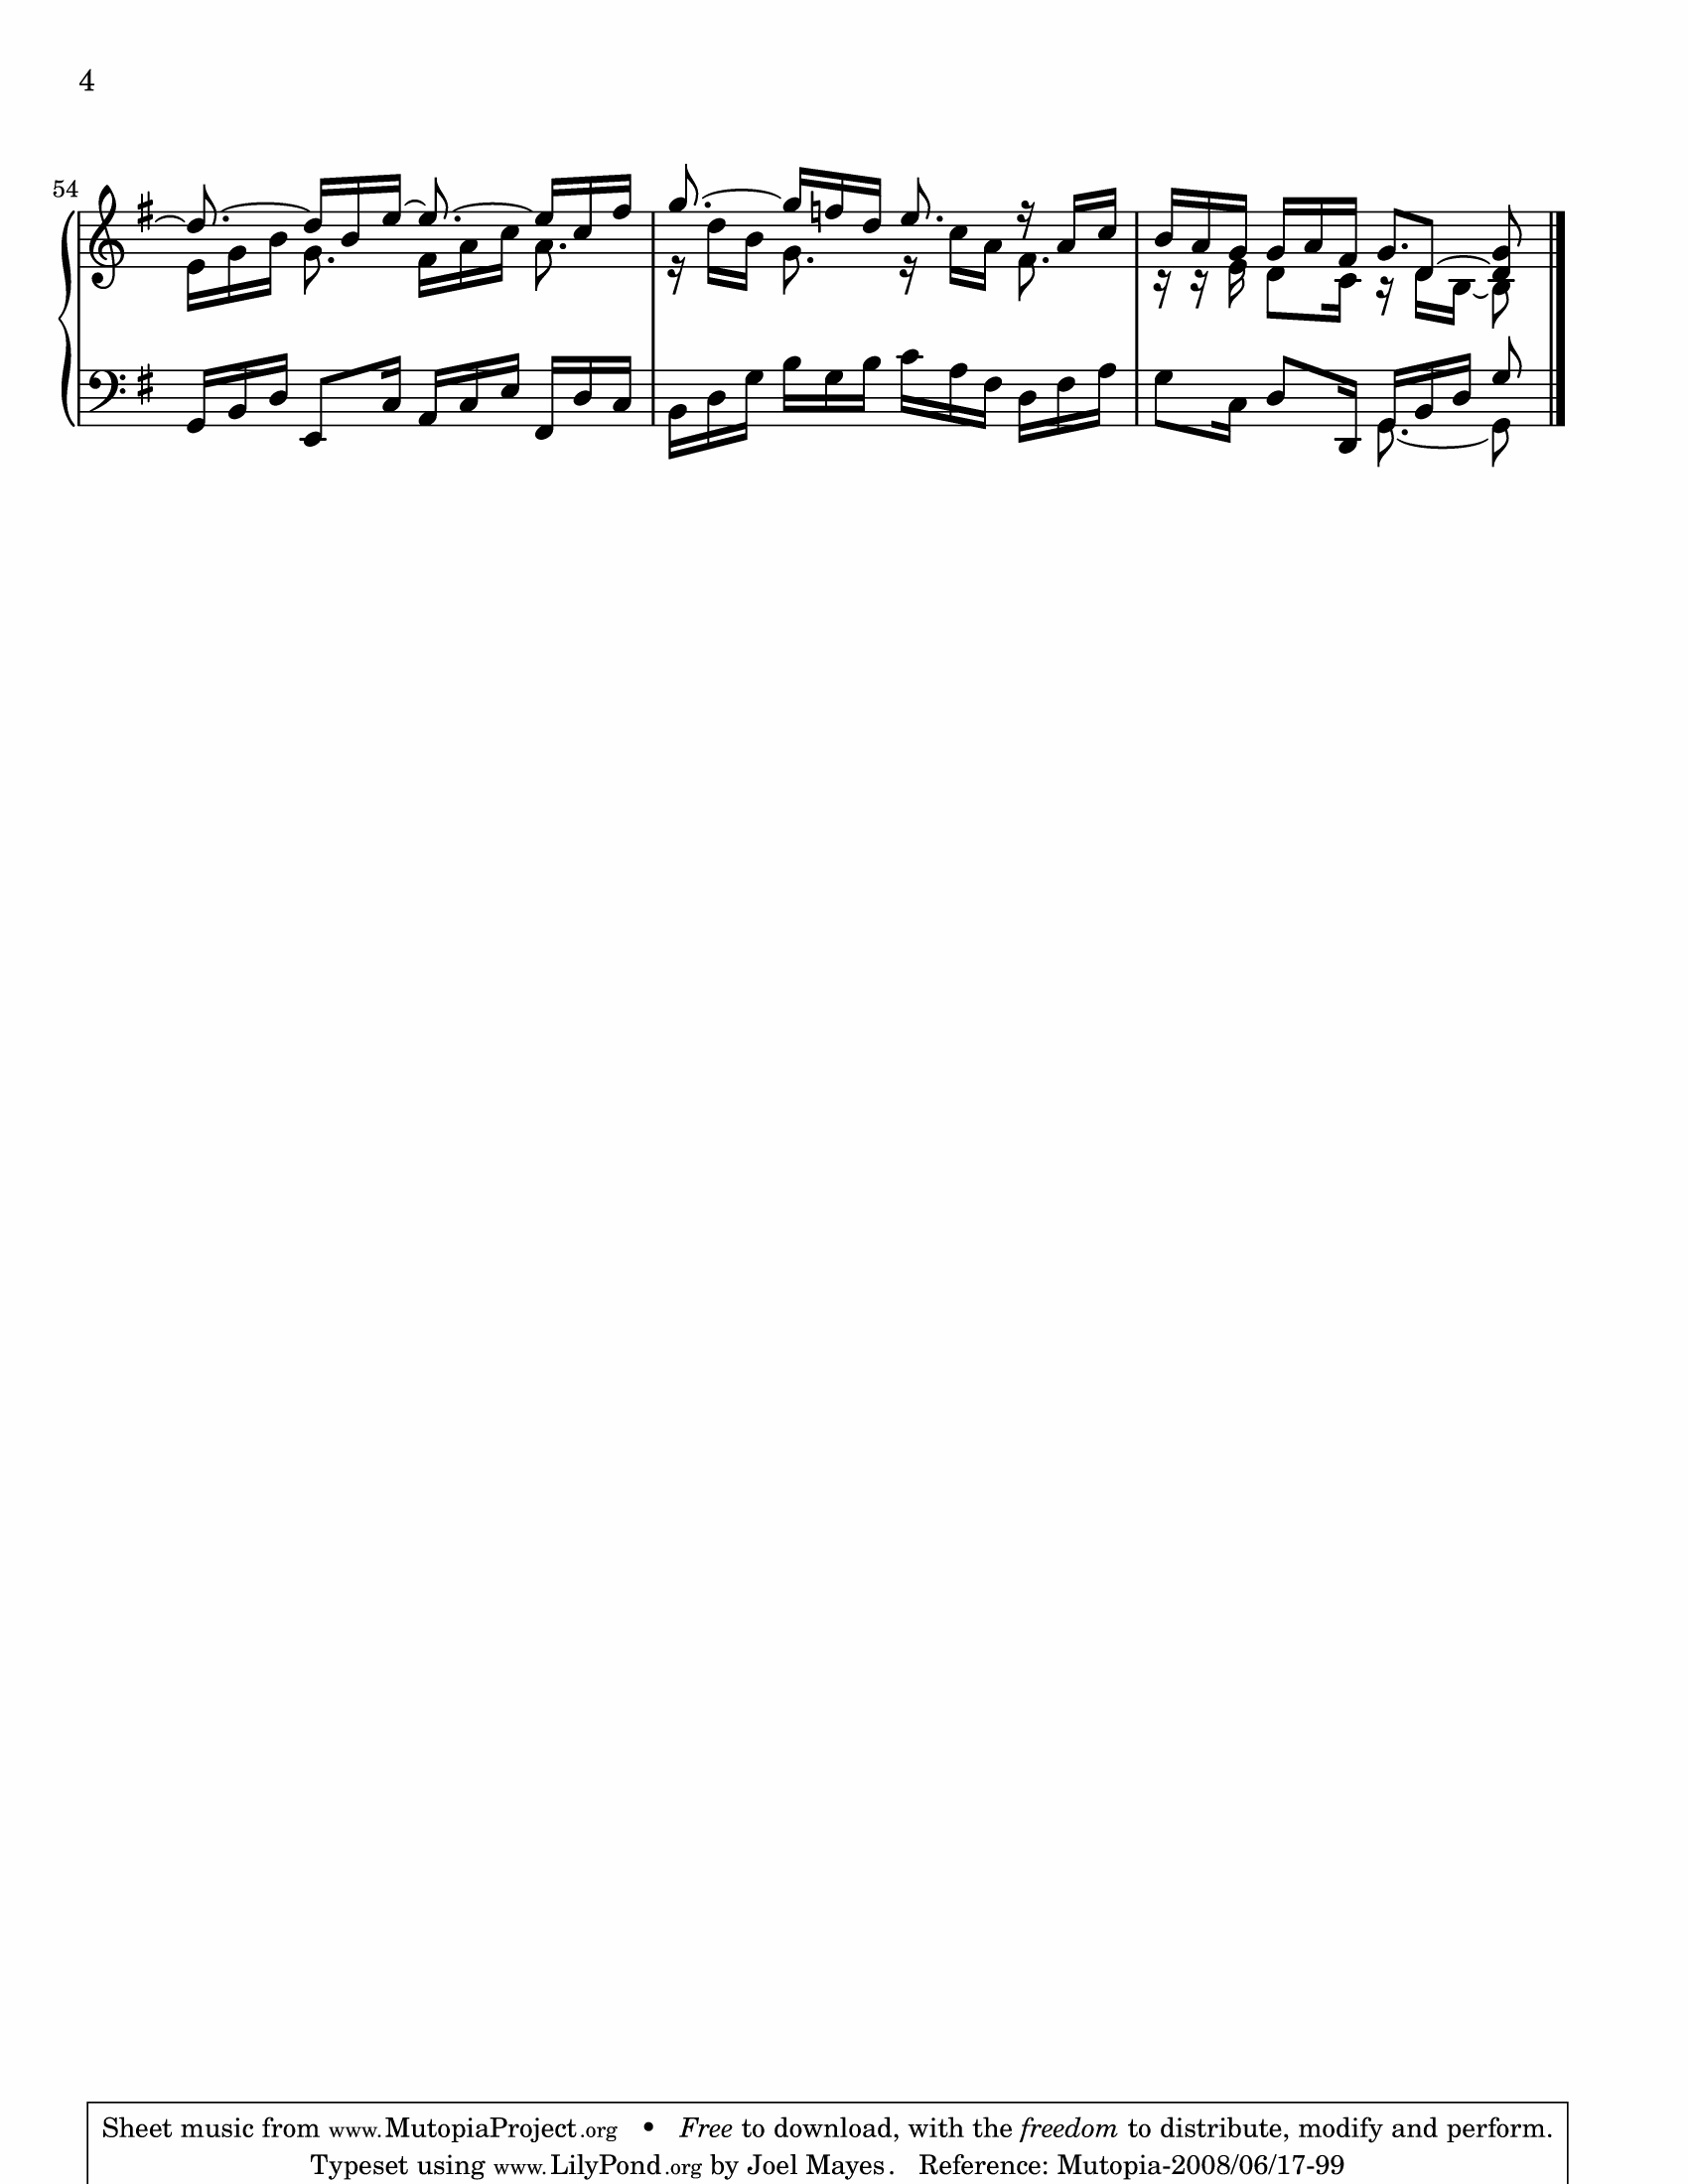 4
54
Sheet music from www.MutopiaProject.org • Free to download, with the freedom to distribute, modify and perform.
Typeset using www.LilyPond.org by Joel Mayes. Reference: Mutopia-2008/06/17-99